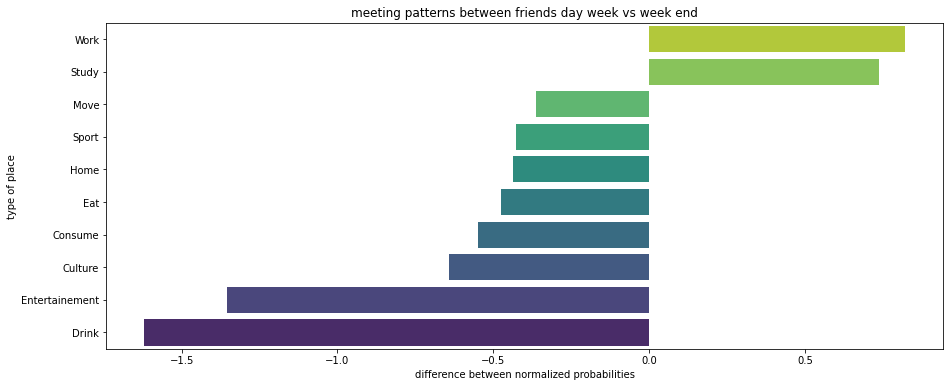 meeting patterns between friends day week vs week end
type of place
Work
Study
Move
Sport
Home
Eat
Consume
Culture
Entertainement
Drink
−1.5
−1.0
−0.5
0.0
0.5
difference between normalized probabilities